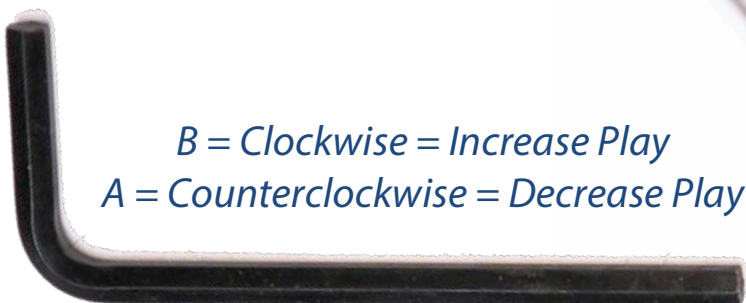 B = Clockwise = Increase Play
A = Counterclockwise = Decrease Play